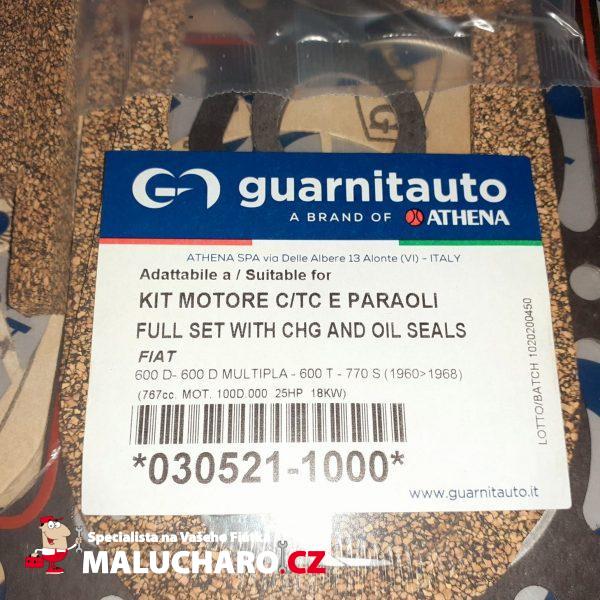 guarnitauto
A BRAND OF ATHENA
ATHENA SPA via Delle Albere 13 Alonte (VI) - ITALY
Adattabile a / Suitable for
KIT MOTORE C/TC E PARAOLI
FULL SET WITH CHG AND OIL SEALS
FIAT
600 D- 600 D MULTIPLA - 600 T - 770 S (1960>1968)
(767cc. MOT. 100D.000 25HP 18KW)
*030521-1000*
www.guarnitauto.it
LOTTO/BATCH 1020200450
Specialista na Vašeho Fiátka
MALUCHARO.CZ